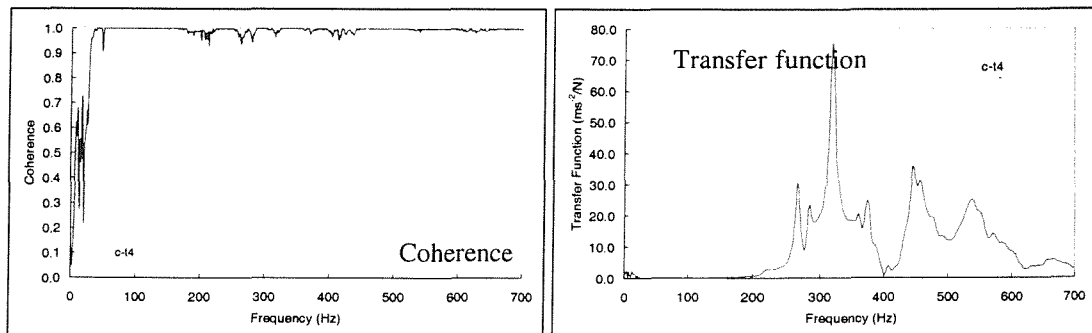 1.0
0.9
0.8
0.7
0.6
0.5
0.4
0.3
0.2
0.1
0.0
Coherence
c-t4
Coherence
0 100 200 300 400 500 600 700
Frequency (Hz)
80.0
70.0
60.0
50.0
40.0
30.0
20.0
10.0
0.0
Transfer Function (ms⁻²/N)
Transfer function
c-t4
0 100 200 300 400 500 600 700
Frequency (Hz)